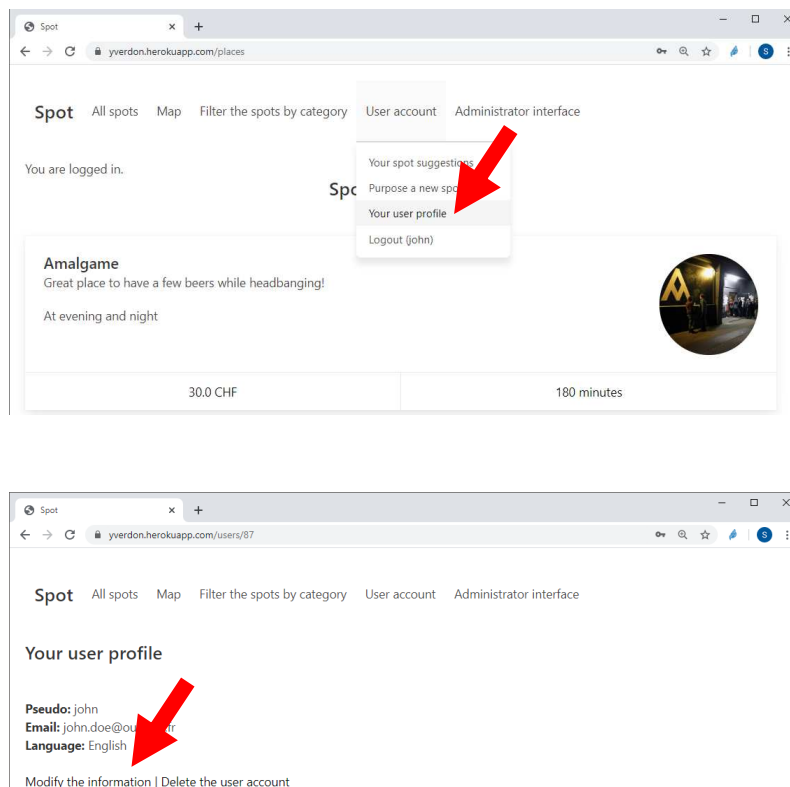 Spot
yverdon.herokuapp.com/places
S
Spot All spots Map Filter the spots by category User account Administrator interface
You are logged in.
Your spot
Purpose a new
Your user profile
Logout (john)
Amalgame
Great place to have a few beers while headbanging!
At evening and night
30.0 CHF 180 minutes
Spot
yverdon.herokuapp.com/users/87
S
Spot All spots Map Filter the spots by category User account Administrator interface
Your user profile
Pseudo: john
Email:
Language: English
Modify the information | Delete the user account